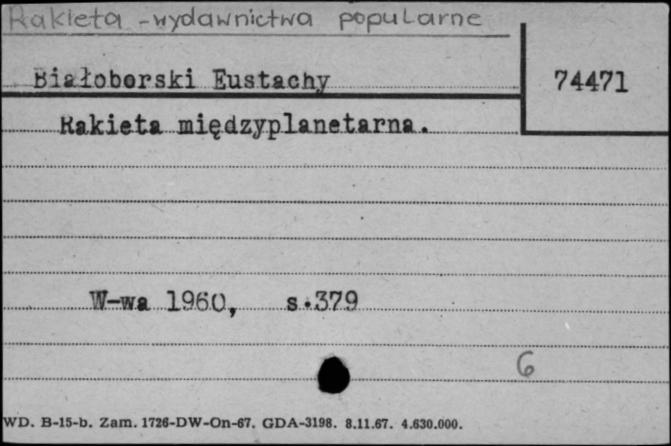 Rakieta - wydawnictwa popularne
Białoborski Eustachy 74471
Rakieta międzyplanetarna.
W-wa 1960, s.379
6
WD. B-15-b. Zam. 1726-DW-On-67. GDA-3198. 8.11.67. 4.630.000.